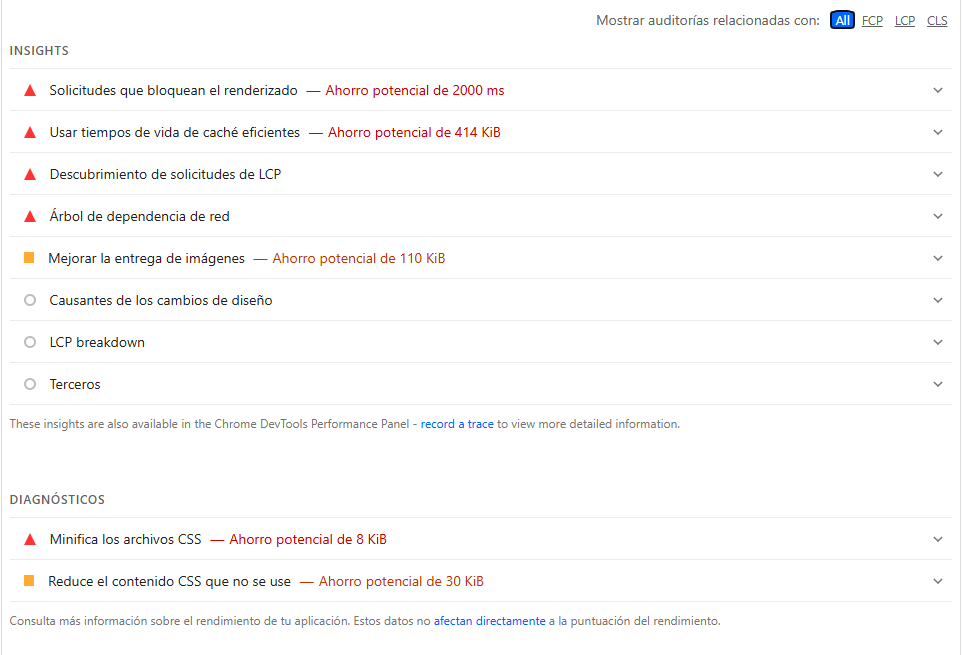 Mostrar auditorías relacionadas con: All FCP LCP CLS
INSIGHTS
Solicitudes que bloquean el renderizado — Ahorro potencial de 2000 ms
Usar tiempos de vida de caché eficientes — Ahorro potencial de 414 KiB
Descubrimiento de solicitudes de LCP
Árbol de dependencia de red
Mejorar la entrega de imágenes — Ahorro potencial de 110 KiB
Causantes de los cambios de diseño
LCP breakdown
Terceros
These insights are also available in the Chrome DevTools Performance Panel - record a trace to view more detailed information.
DIAGNÓSTICOS
Minifica los archivos CSS — Ahorro potencial de 8 KiB
Reduce el contenido CSS que no se use — Ahorro potencial de 30 KiB
Consulta más información sobre el rendimiento de tu aplicación. Estos datos no afectan directamente a la puntuación del rendimiento.